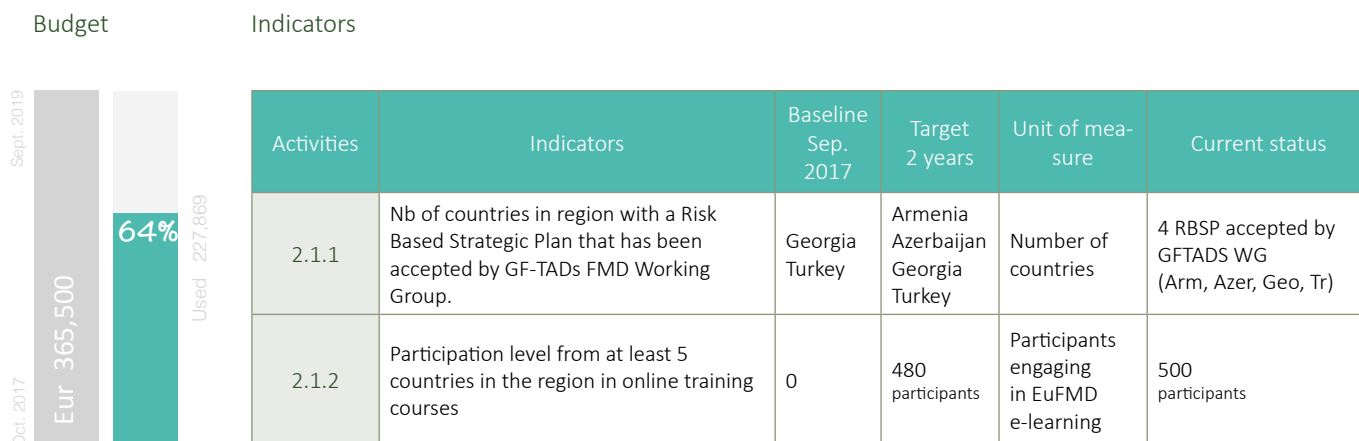 Budget
Indicators
Sept. 2019
Oct. 2017
Eur 365,500
64%
Used 227,869
Activities
Indicators
Baseline
Sep.
2017
Target
2 years
Unit of mea-
sure
Current status
2.1.1
Nb of countries in region with a Risk
Based Strategic Plan that has been
accepted by GF-TADs FMD Working
Group.
Georgia
Turkey
Armenia
Azerbaijan
Georgia
Turkey
Number of
countries
4 RBSP accepted by
GFTADS WG
(Arm, Azer, Geo, Tr)
2.1.2
Participation level from at least 5
countries in the region in online training
courses
0
480
participants
Participants
engaging
in EuFMD
e-learning
500
participants